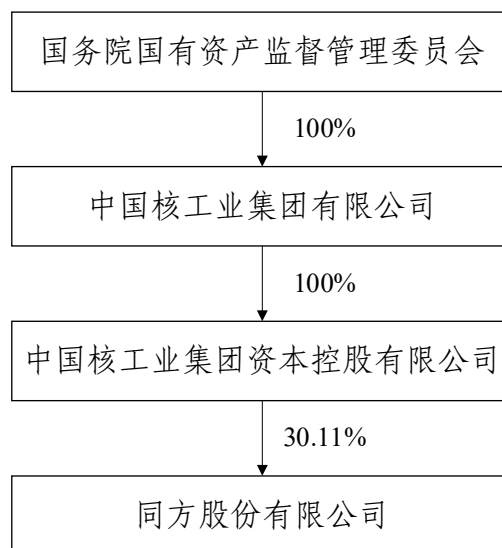 国务院国有资产监督管理委员会
100%
中国核工业集团有限公司
100%
中国核工业集团资本控股有限公司
30.11%
同方股份有限公司